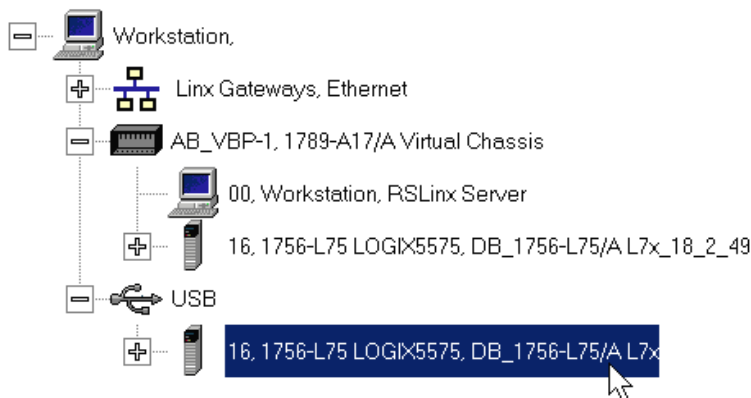 Workstation,
Linx Gateways, Ethernet
AB_VBP-1, 1789-A17/A Virtual Chassis
00, Workstation, RSLinx Server
16, 1756-L75 LOGIX5575, DB_1756-L75/A L7x_18_2_49
USB
16, 1756-L75 LOGIX5575, DB_1756-L75/A L7x